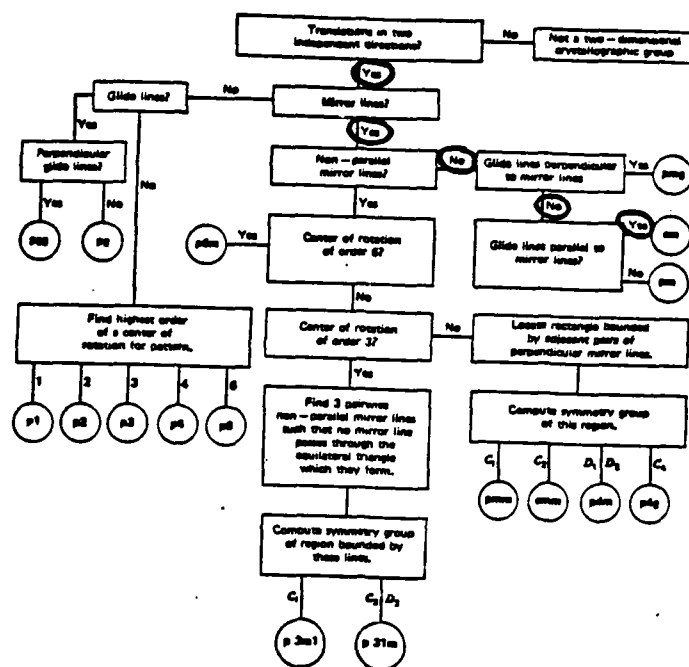 Translations in two
independent directions?
No
Not a two-dimensional
crystallographic
group
Yes
Glide lines?
No
Mirror lines?
Yes
Yes
Perpendicular
glide lines?
No
Non-parallel
mirror lines?
No
Glide lines perpendicular
to mirror lines
Yes
pmg
Yes
No
Yes
No
pgg
pg
p6m
Yes
Center of rotation
of order 6?
Glide lines parallel to
mirror lines?
Yes
cm
No
pm
No
Find highest order
of a center of
rotation for pattern.
Center of rotation
of order 3?
No
Locate rectangle bounded
by adjacent pairs of
perpendicular mirror lines.
1
2
3
4
6
p1
p2
p3
p4
p6
Yes
Find 3 pairwise
non-parallel mirror lines
such that no mirror line
passes through the
equilateral triangle
which they form.
Compute symmetry group
of this region.
C1
C2
D1
D2
C4
pmm
cmm
p4m
p4g
Compute symmetry group
of region bounded by
these lines.
C1
D3
p 3m1
p 31m